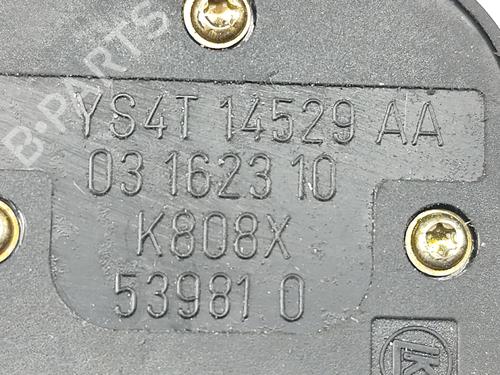 B-PARTS
YS4T 14529 AA
03 1623 10
K808X
53981 0
K